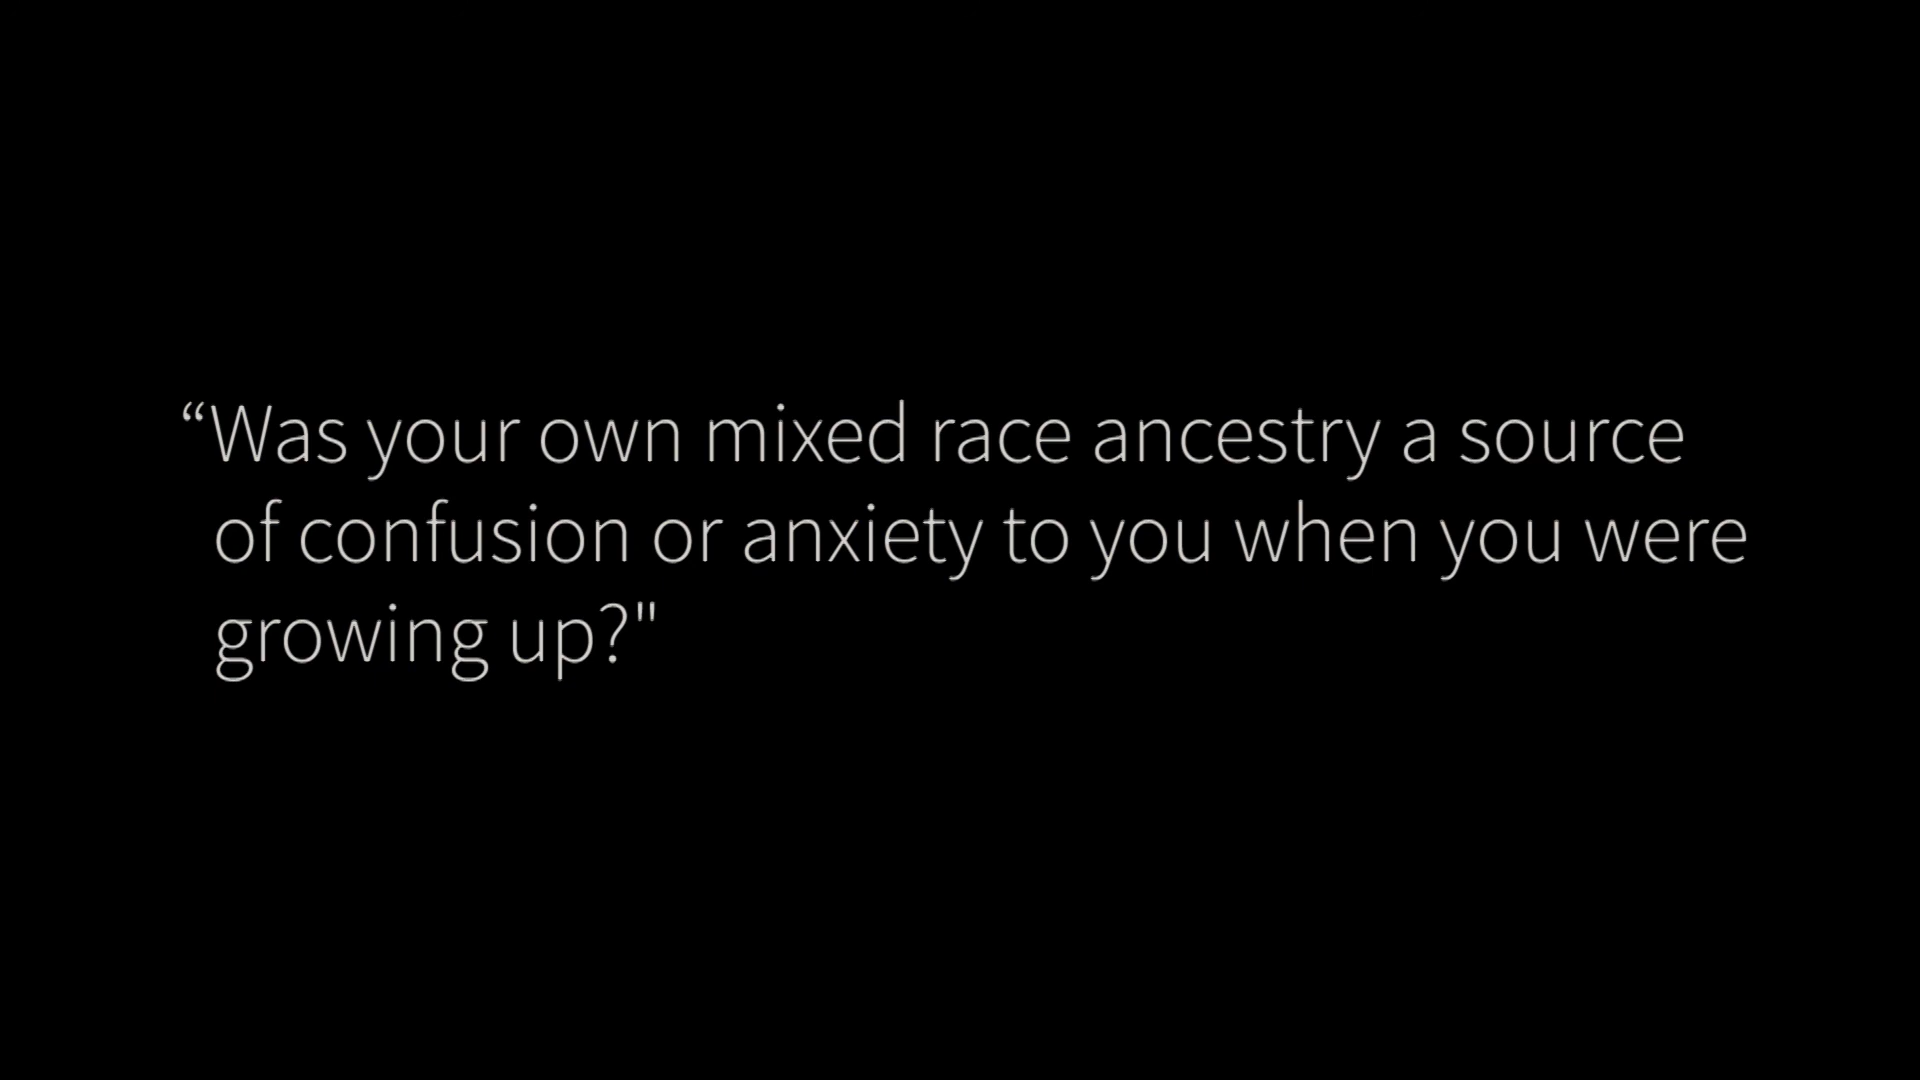 “Was your own mixed race ancestry a source
of confusion or anxiety to you when you were
growing up?"